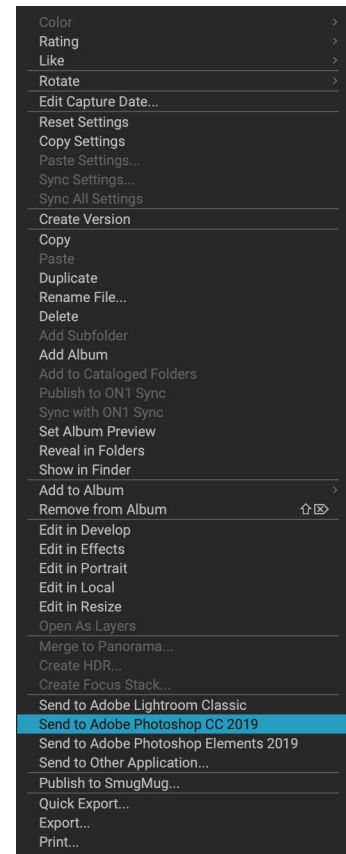 Color >
Rating >
Like >
Rotate >
Edit Capture Date...
Reset Settings
Copy Settings
Paste Settings...
Sync Settings...
Sync All Settings
Create Version
Copy
Paste
Duplicate
Rename File...
Delete
Add Subfolder
Add Album
Add to Cataloged Folders
Publish to ON1 Sync
Sync with ON1 Sync
Set Album Preview
Reveal in Folders
Show in Finder
Add to Album >
Remove from Album ⇧⌦
Edit in Develop
Edit in Effects
Edit in Portrait
Edit in Local
Edit in Resize
Open As Layers
Merge to Panorama...
Create HDR...
Create Focus Stack...
Send to Adobe Lightroom Classic
Send to Adobe Photoshop CC 2019
Send to Adobe Photoshop Elements 2019
Send to Other Application...
Publish to SmugMug...
Quick Export...
Export...
Print...